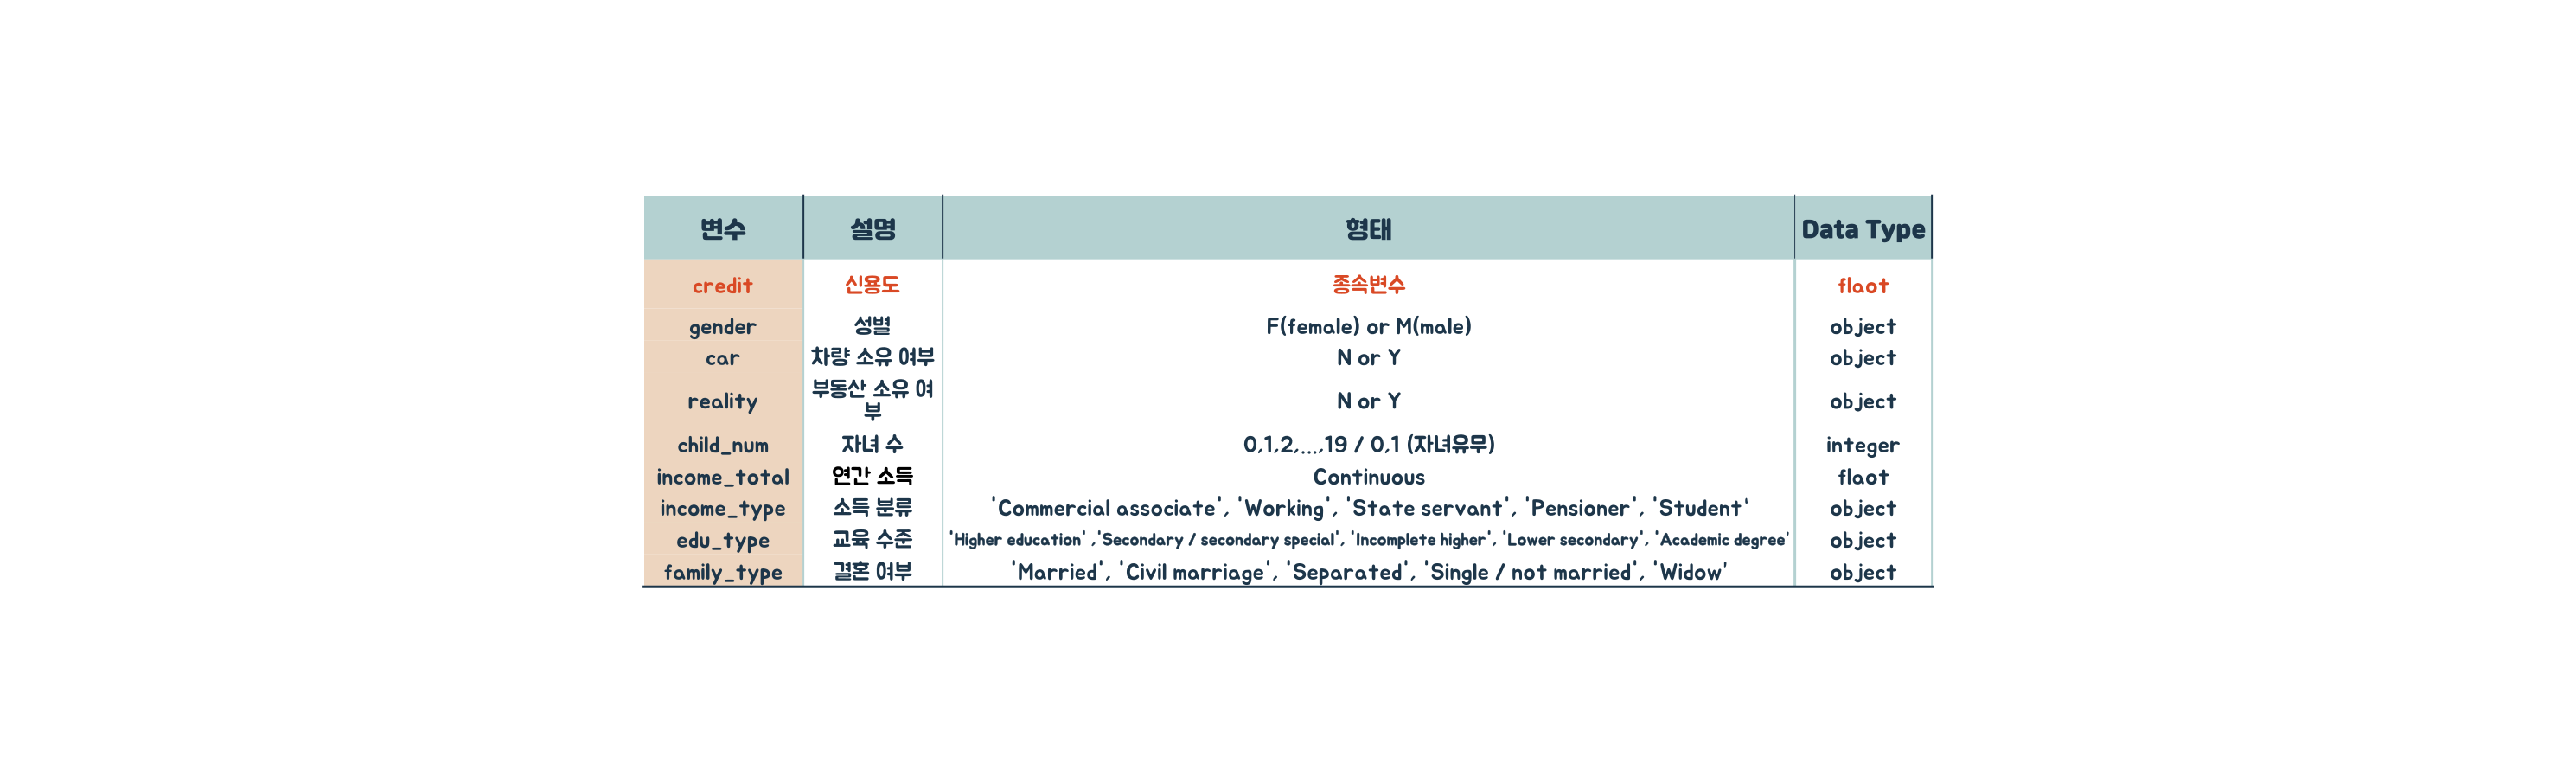 변수 설명 형태 Data Type
credit 신용도 종속변수 flaot
gender 성별 F(female) or M(male) object
car 차량 소유 여부 N or Y object
reality 부동산 소유 여
부 N or Y object
child_num 자녀 수 0,1,2,...,19 / 0,1 (자녀유무) integer
income_total 연간 소득 Continuous flaot
income_type 소득 분류 'Commercial associate', 'Working', 'State servant', 'Pensioner', 'Student' object
edu_type 교육 수준 'Higher education' ,'Secondary / secondary special', 'Incomplete higher', 'Lower secondary', 'Academic degree' object
family_type 결혼 여부 'Married', 'Civil marriage', 'Separated', 'Single / not married', 'Widow' object